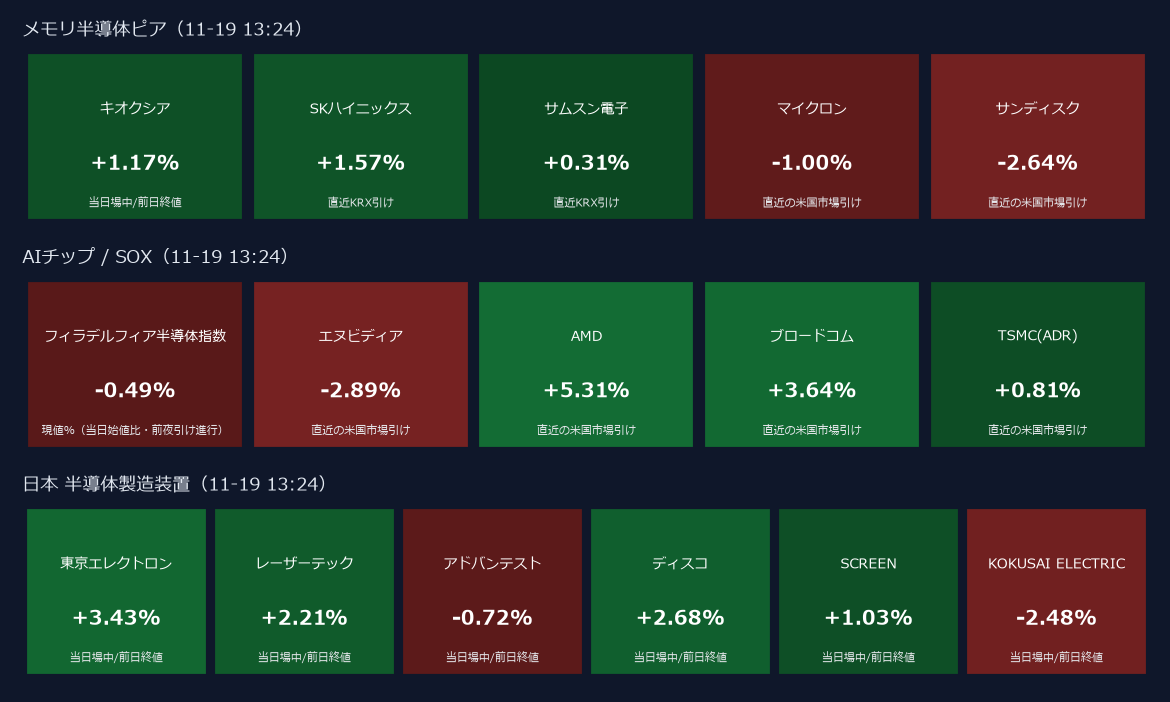 メモリ半導体ピア（11-19 13:24）
キオクシア
+1.17%
当日場中/前日終値
SKハイニックス
+1.57%
直近KRX引け
サムスン電子
+0.31%
直近KRX引け
マイクロン
-1.00%
直近の米国市場引け
サンディスク
-2.64%
直近の米国市場引け
AIチップ / SOX（11-19 13:24）
フィラデルフィア半導体指数
-0.49%
現値%（当日始値比・前夜引け進行）
エヌビディア
-2.89%
直近の米国市場引け
AMD
+5.31%
直近の米国市場引け
ブロードコム
+3.64%
直近の米国市場引け
TSMC(ADR)
+0.81%
直近の米国市場引け
日本 半導体製造装置（11-19 13:24）
東京エレクトロン
+3.43%
当日場中/前日終値
レーザーテック
+2.21%
当日場中/前日終値
アドバンテスト
-0.72%
当日場中/前日終値
ディスコ
+2.68%
当日場中/前日終値
SCREEN
+1.03%
当日場中/前日終値
KOKUSAI ELECTRIC
-2.48%
当日場中/前日終値